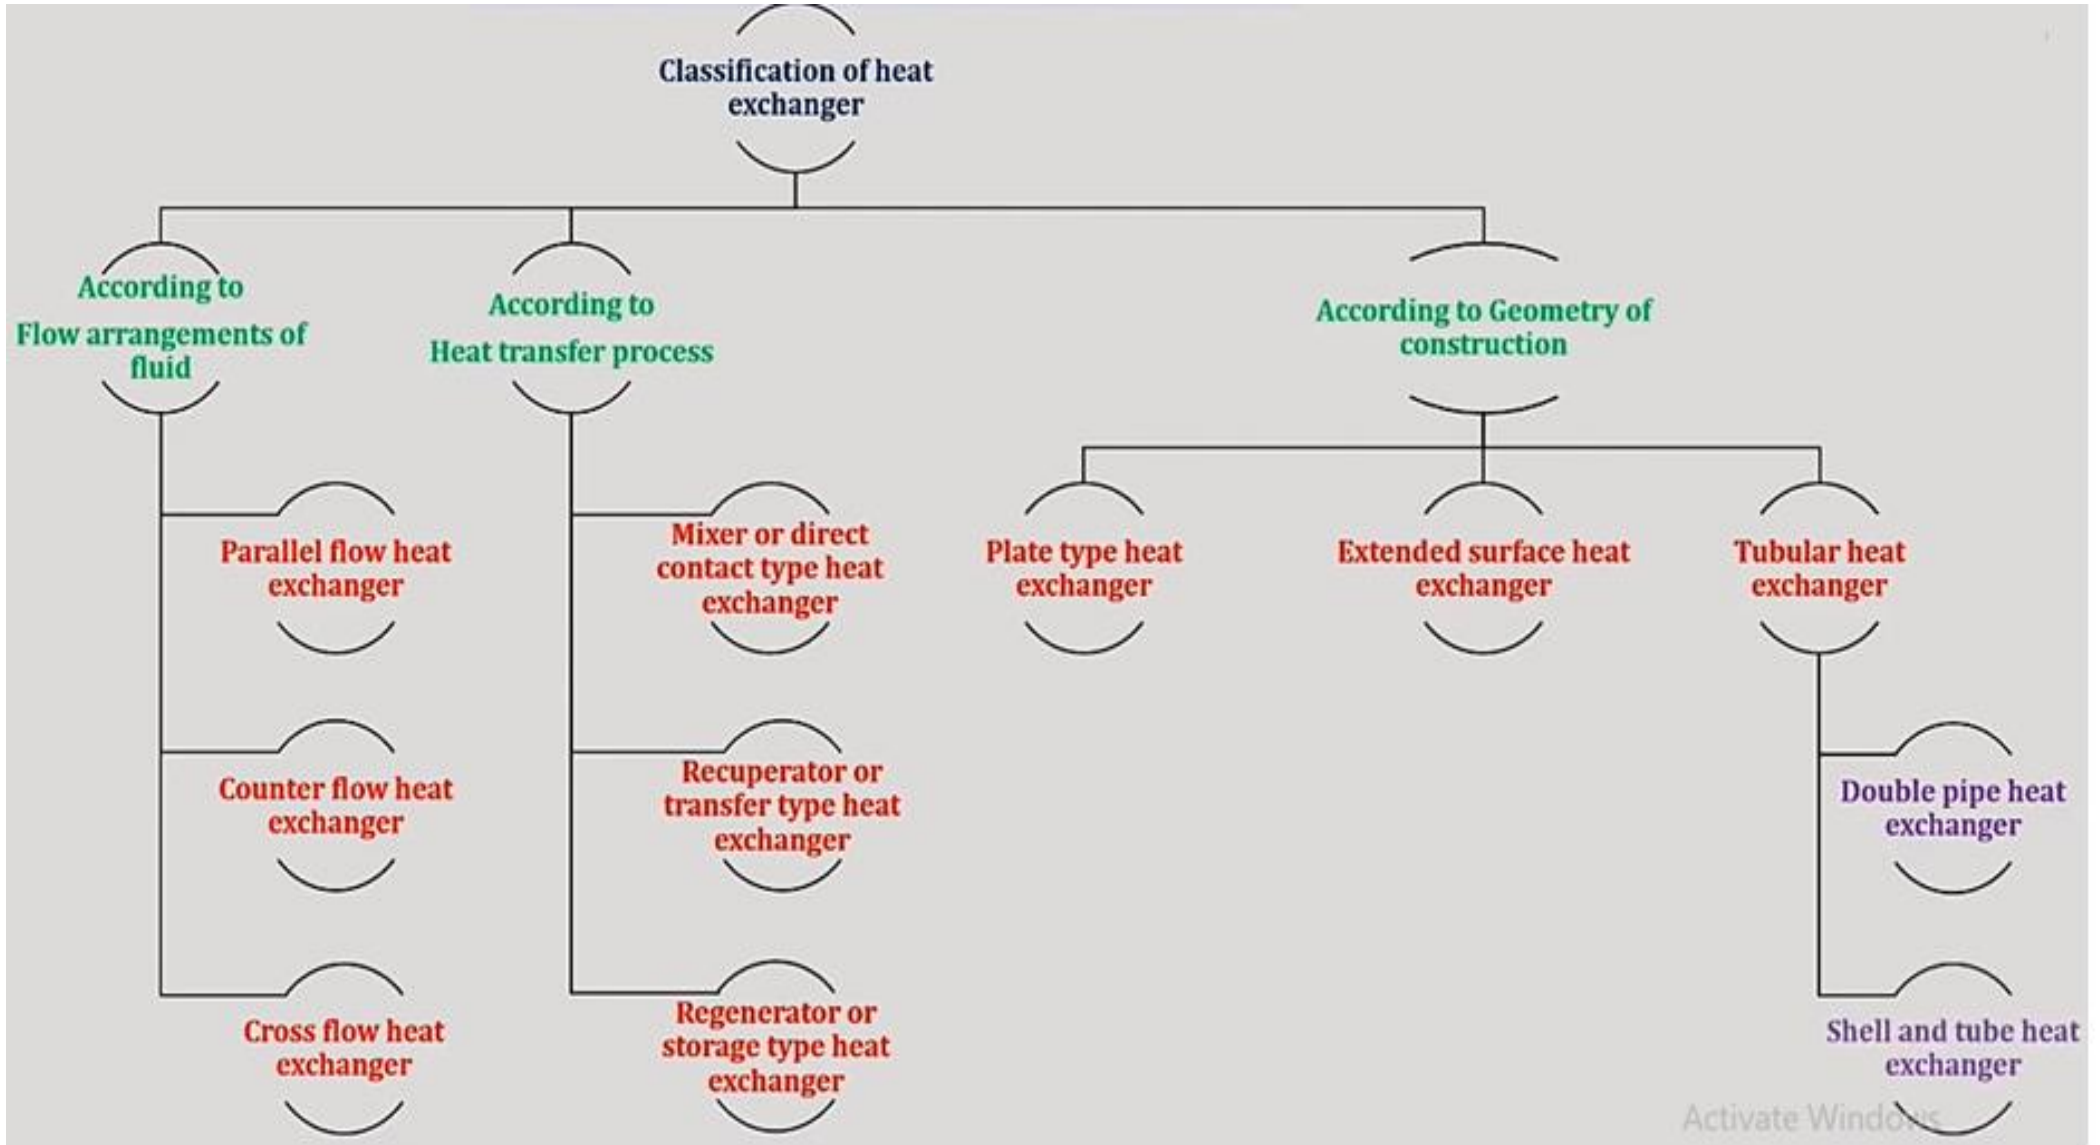 Classification of heat
exchanger
According to
Flow arrangements of
fluid
According to
Heat transfer process
According to Geometry of
construction
Parallel flow heat
exchanger
Counter flow heat
exchanger
Cross flow heat
exchanger
Mixer or direct
contact type heat
exchanger
Recuperator or
transfer type heat
exchanger
Regenerator or
storage type heat
exchanger
Plate type heat
exchanger
Extended surface heat
exchanger
Tubular heat
exchanger
Double pipe heat
exchanger
Shell and tube heat
exchanger
Activate Windows